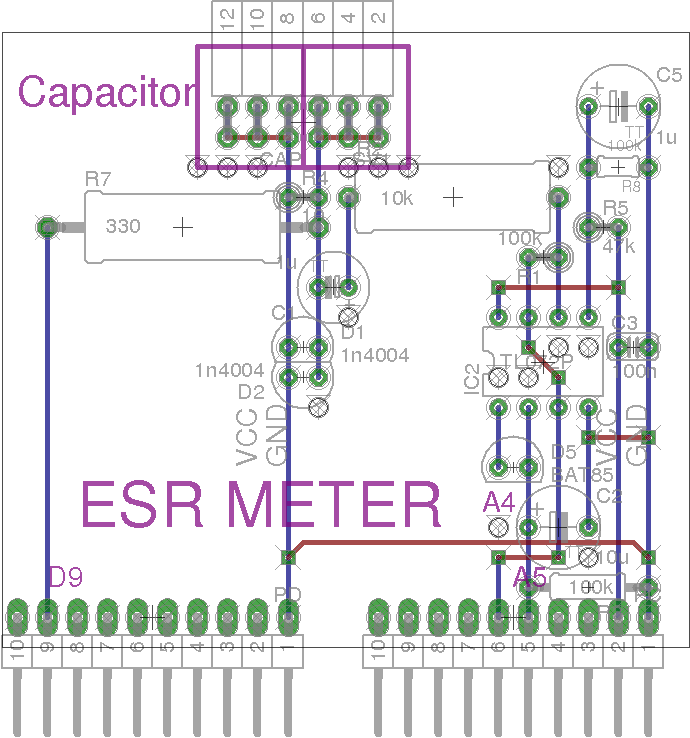 12 10 8 6 4 2
C5
Capacitor
1u
TT
100k
CAP
R7
R4
R8
10k
330
R5
100k
47k
1u
TT
R1
C1
D1
C3
1n4004
1n4004
100n
D2
IC2
VCC
GND
VCC
GND
D5
BAT85
ESR METER
A4
C2
10u
D9
A5
100k
10 9 8 7 6 5 4 3 2 1
10 9 8 7 6 5 4 3 2 1